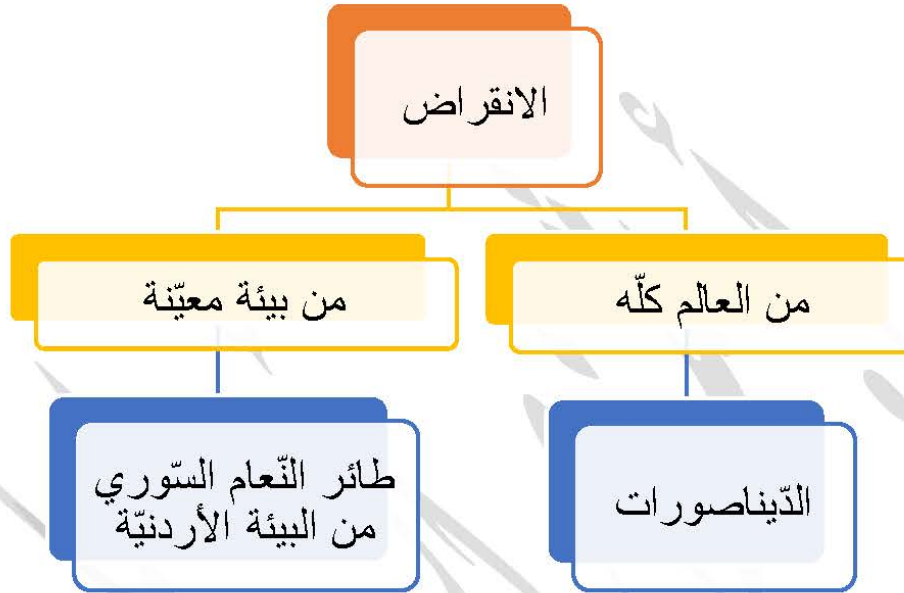 الانقراض
من العالم كلّه
من بيئة معيّنة
الدّيناصورات
طائر النّعام السّوري
من البيئة الأردنيّة